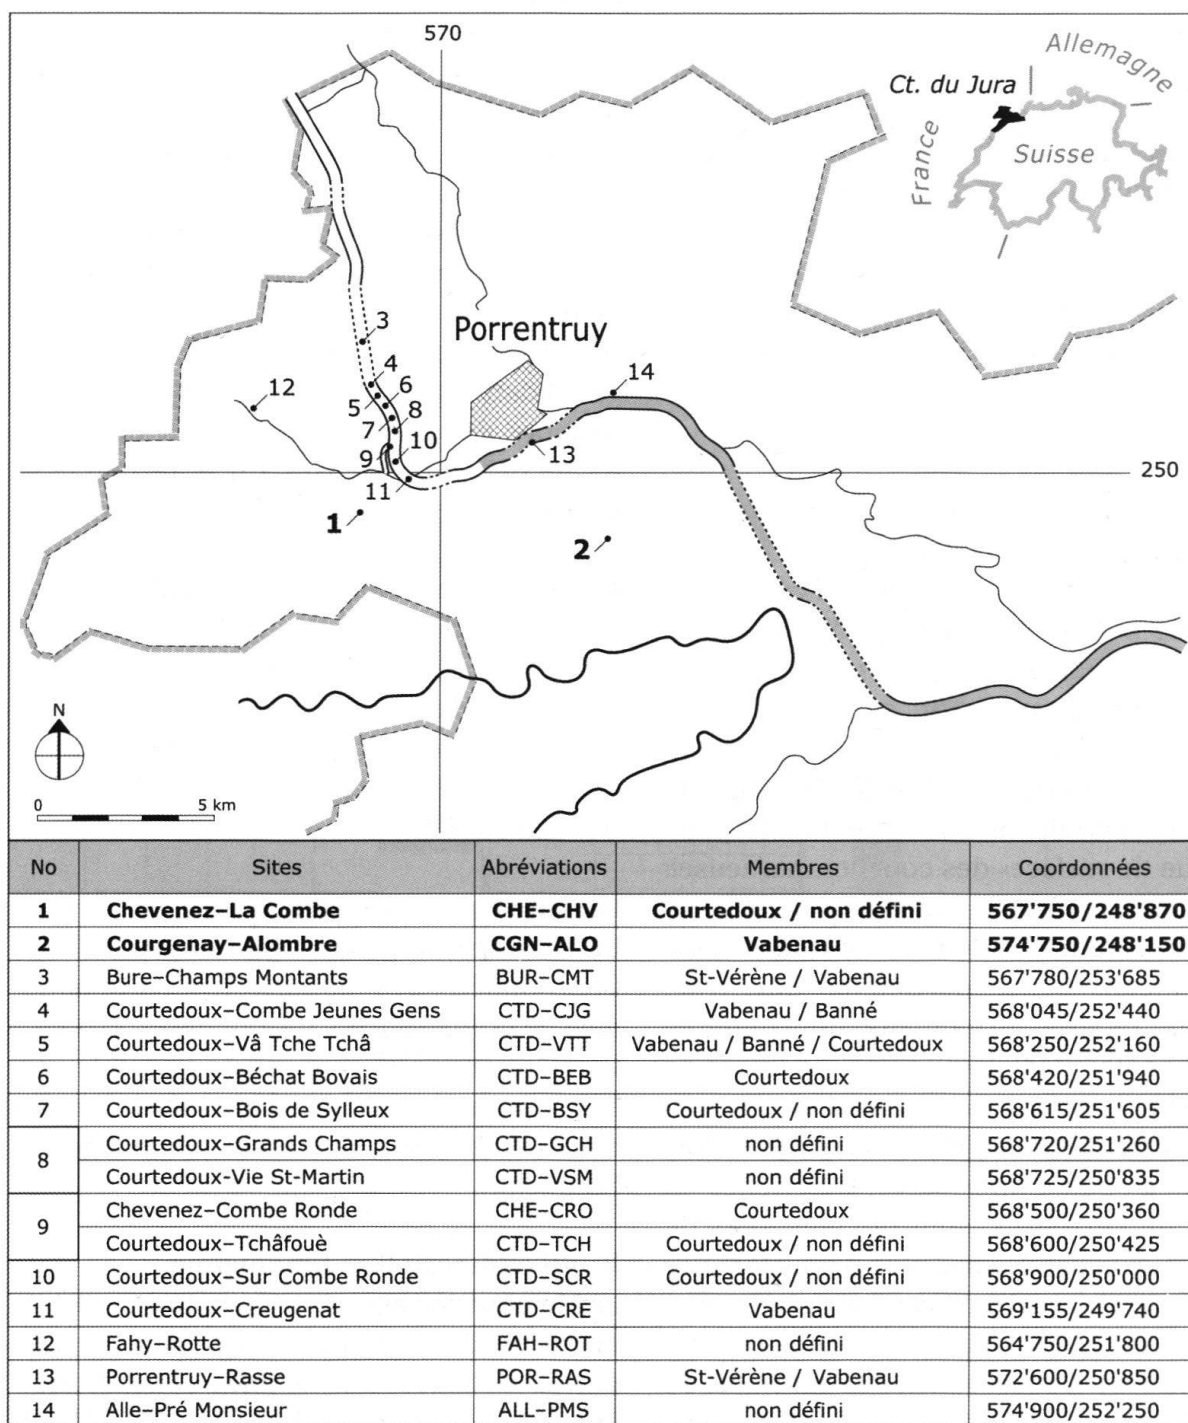 570
Allemagne
Ct. du Jura
France
Suisse
3
Porrentruy
4
14
12
5
6
7
8
9
10
13
11
250
1
2
N
0 5 km
No Sites Abréviations Membres Coordonnées
1 Chevenez–La Combe CHE–CHV Courtedoux / non défini 567'750/248'870
2 Courgenay–Alombre CGN–ALO Vabenau 574'750/248'150
3 Bure–Champs Montants BUR–CMT St-Vérène / Vabenau 567'780/253'685
4 Courtedoux–Combe Jeunes Gens CTD–CJG Vabenau / Banné 568'045/252'440
5 Courtedoux–Vâ Tche Tchâ CTD–VTT Vabenau / Banné / Courtedoux 568'250/252'160
6 Courtedoux–Béchat Bovais CTD–BEB Courtedoux 568'420/251'940
7 Courtedoux–Bois de Sylleux CTD–BSY Courtedoux / non défini 568'615/251'605
8 Courtedoux–Grands Champs CTD–GCH non défini 568'720/251'260
Courtedoux-Vie St-Martin CTD–VSM non défini 568'725/250'835
9 Chevenez–Combe Ronde CHE–CRO Courtedoux 568'500/250'360
Courtedoux–Tchâfouè CTD–TCH Courtedoux / non défini 568'600/250'425
10 Courtedoux–Sur Combe Ronde CTD–SCR Courtedoux / non défini 568'900/250'000
11 Courtedoux–Creugenat CTD–CRE Vabenau 569'155/249'740
12 Fahy–Rotte FAH–ROT non défini 564'750/251'800
13 Porrentruy–Rasse POR–RAS St-Vérène / Vabenau 572'600/250'850
14 Alle–Pré Monsieur ALL–PMS non défini 574'900/252'250